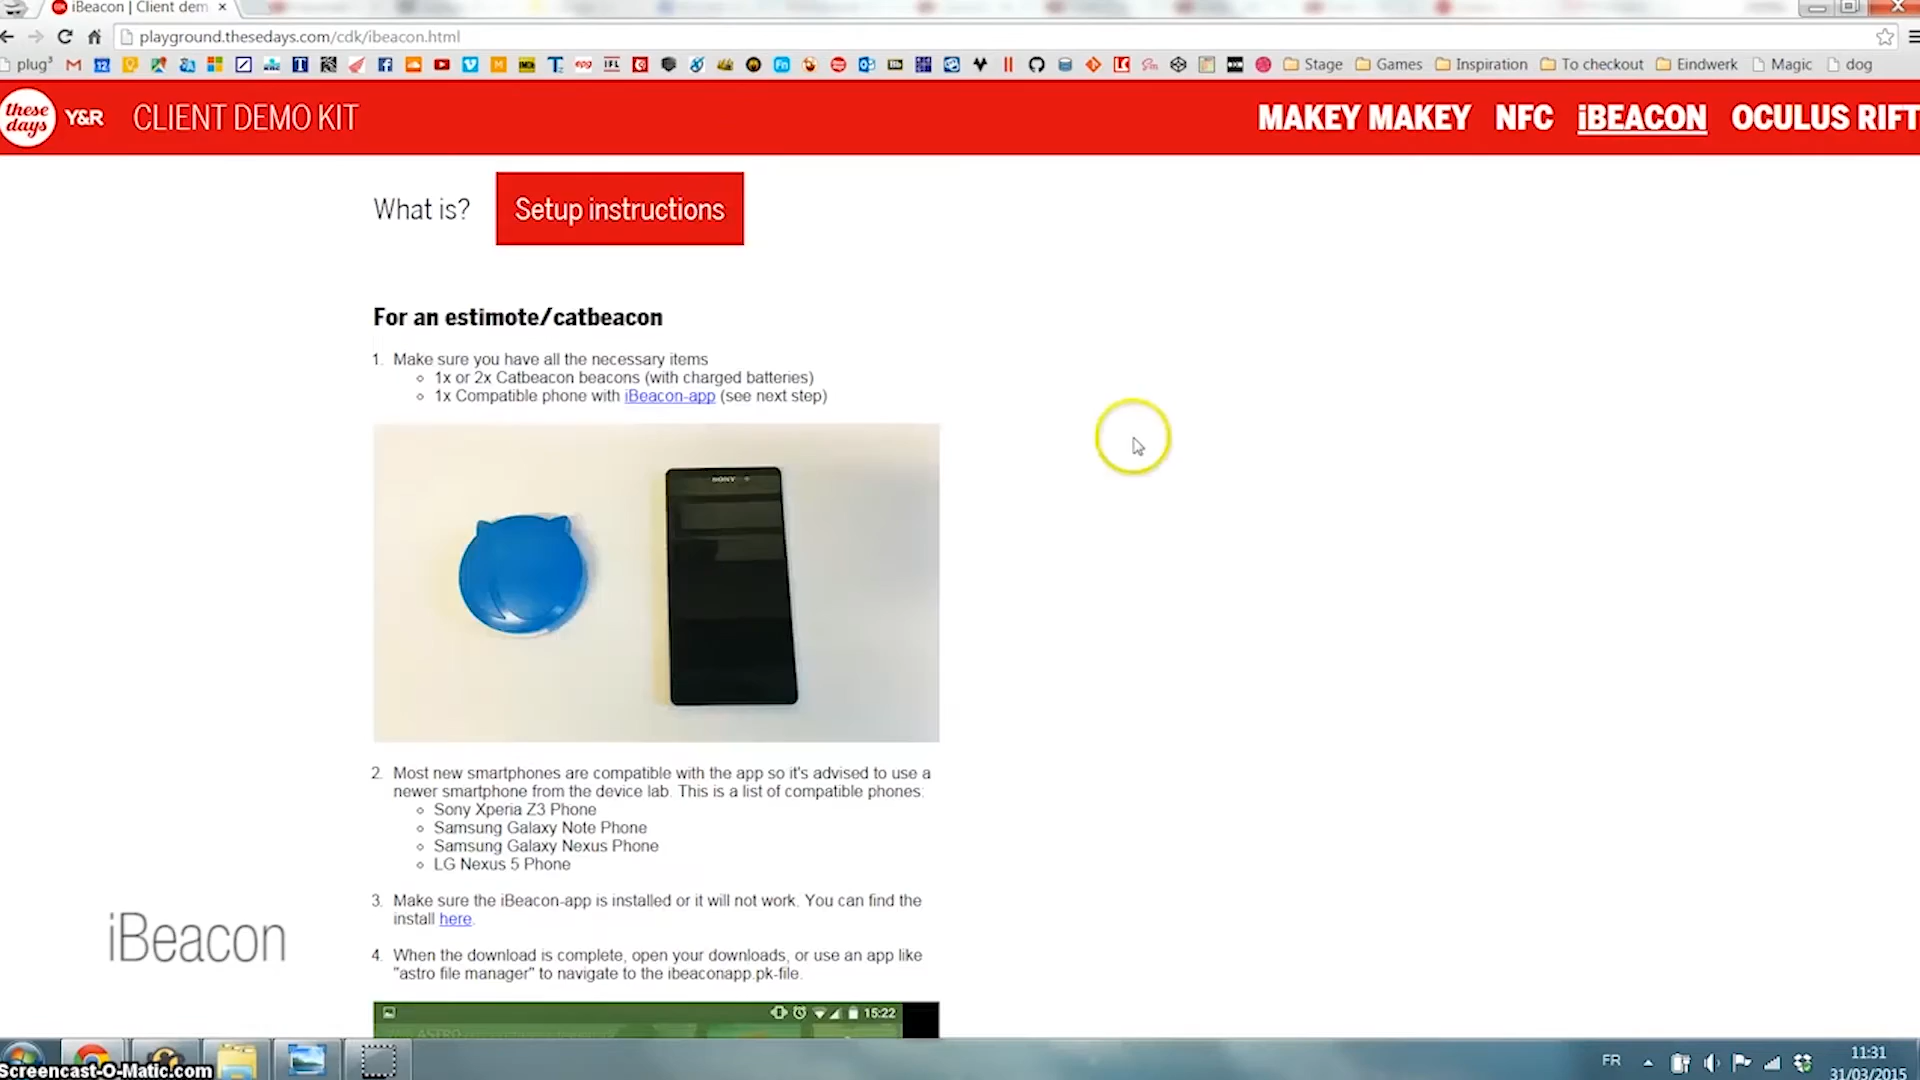 iBeacon | Client dem
playground.thesedays.com/cdk/ibeacon.html
plug³
Stage
Games
Inspiration
To checkout
Eindwerk
Magic
dog
these days Y&R CLIENT DEMO KIT
MAKEY MAKEY NFC iBEACON OCULUS RIFT
What is? Setup instructions
For an estimote/catbeacon
1. Make sure you have all the necessary items
1x or 2x Catbeacon beacons (with charged batteries)
1x Compatible phone with iBeacon-app (see next step)
SONY
2. Most new smartphones are compatible with the app so it's advised to use a
newer smartphone from the device lab. This is a list of compatible phones:
Sony Xperia Z3 Phone
Samsung Galaxy Note Phone
Samsung Galaxy Nexus Phone
LG Nexus 5 Phone
3. Make sure the iBeacon-app is installed or it will not work. You can find the
install here.
4. When the download is complete, open your downloads, or use an app like
"astro file manager" to navigate to the ibeaconapp.pk-file.
15:22
iBeacon
Screencast-O-Matic.com
FR
11:31
31/03/2015